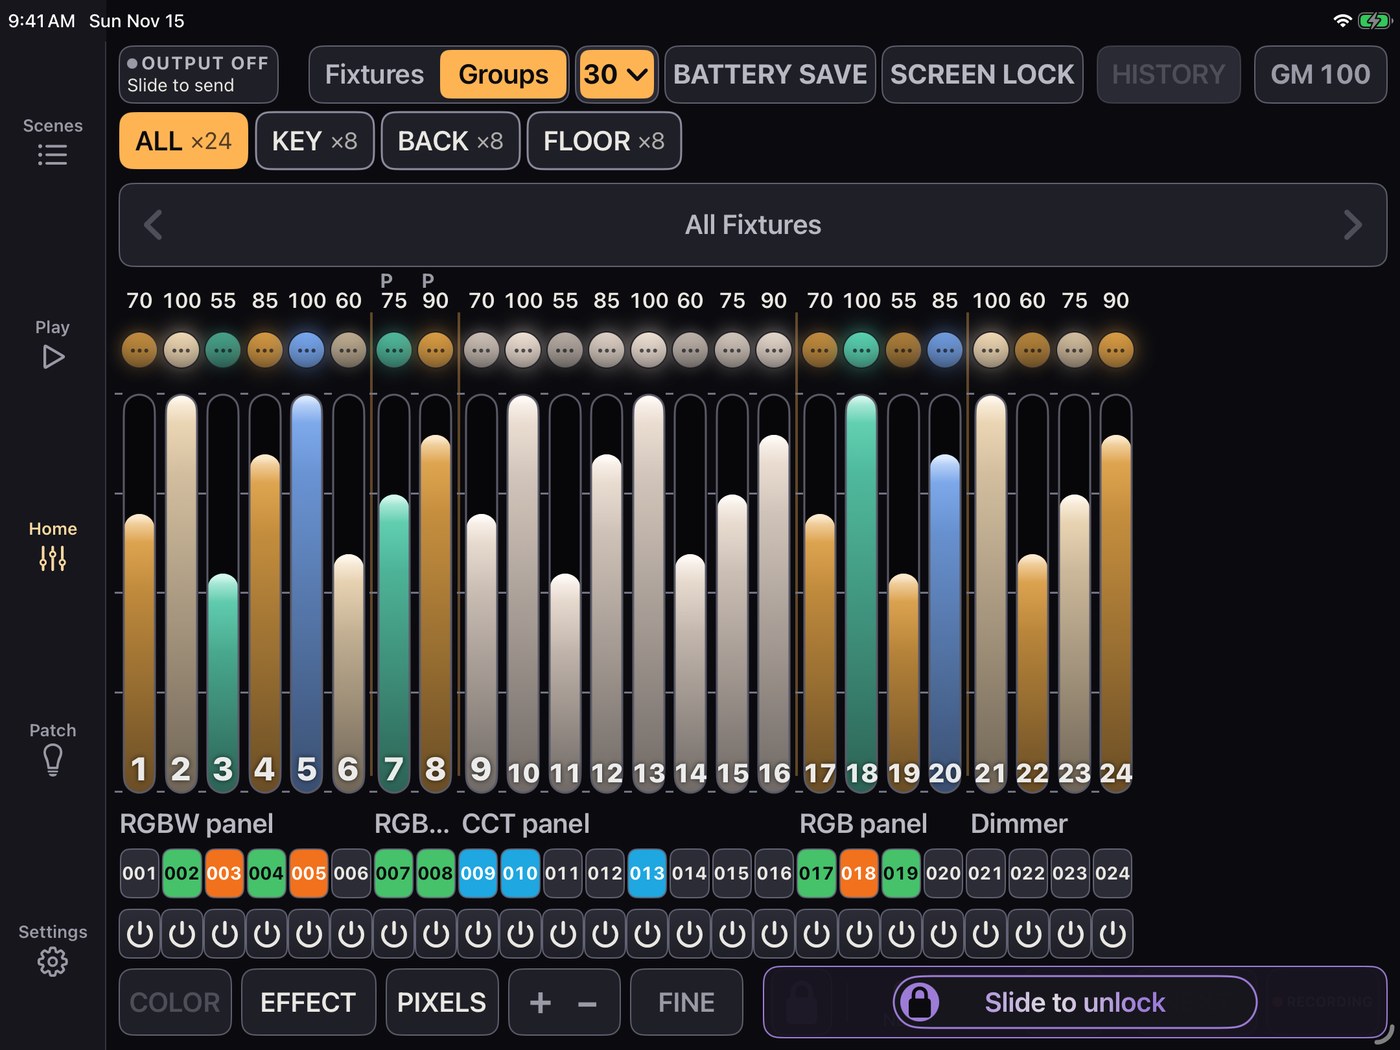 9:41 AM Sun Nov 15
OUTPUT OFF
Slide to send
Fixtures Groups 30 BATTERY SAVE SCREEN LOCK HISTORY GM 100
ALL ×24 KEY ×8 BACK ×8 FLOOR ×8
All Fixtures
Scenes
Play
Home
Patch
Settings
P P
70 100 55 85 100 60 75 90 70 100 55 85 100 60 75 90 70 100 55 85 100 60 75 90
1 2 3 4 5 6 7 8 9 10 11 12 13 14 15 16 17 18 19 20 21 22 23 24
RGBW panel RGB... CCT panel RGB panel Dimmer
001 002 003 004 005 006 007 008 009 010 011 012 013 014 015 016 017 018 019 020 021 022 023 024
COLOR EFFECT PIXELS + − FINE Slide to unlock RECORDING